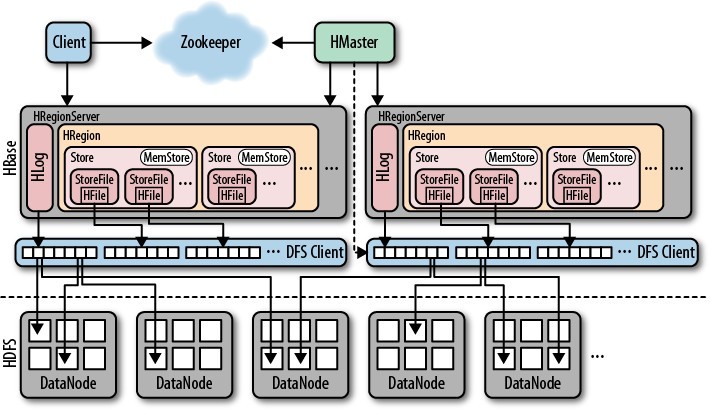 Client
Zookeeper
HMaster
HBase
HRegionServer
HLog
HRegion
Store
MemStore
StoreFile
HFile
StoreFile
HFile
...
Store
MemStore
StoreFile
HFile
...
...
...
HRegionServer
HLog
HRegion
Store
MemStore
StoreFile
HFile
StoreFile
HFile
...
Store
MemStore
StoreFile
HFile
...
...
...
... DFS Client
... DFS Client
HDFS
DataNode
DataNode
DataNode
DataNode
DataNode
...